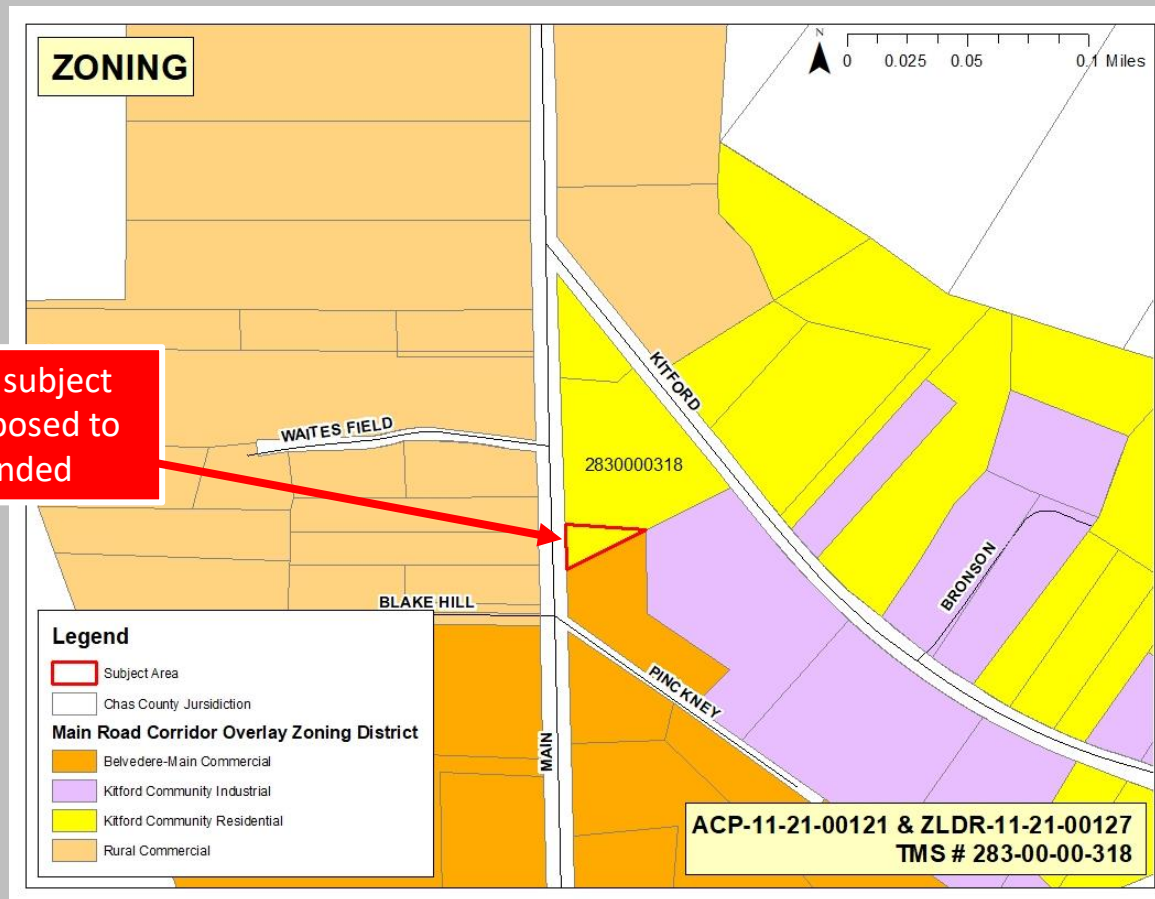 ZONING
N
0 0.025 0.05 0.1 Miles
KITFORD
subject
posed to
nded
WAITES FIELD
2830000318
BRONSON
BLAKE HILL
PINCKNEY
MAIN
Legend
Subject Area
Chas County Jursidiction
Main Road Corridor Overlay Zoning District
Belvedere-Main Commercial
Kitford Community Industrial
Kitford Community Residential
Rural Commercial
ACP-11-21-00121 & ZLDR-11-21-00127
TMS # 283-00-00-318